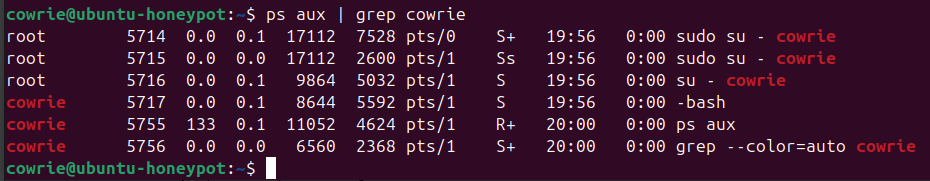 cowrie@ubuntu-honeypot:~$ ps aux | grep cowrie
root        5714  0.0  0.1  17112  7528 pts/0    S+   19:56   0:00 sudo su - cowrie
root        5715  0.0  0.0  17112  2600 pts/1    Ss   19:56   0:00 sudo su - cowrie
root        5716  0.0  0.1   9864  5032 pts/1    S    19:56   0:00 su - cowrie
cowrie      5717  0.0  0.1   8644  5592 pts/1    S    19:56   0:00 -bash
cowrie      5755  133  0.1  11052  4624 pts/1    R+   20:00   0:00 ps aux
cowrie      5756  0.0  0.0   6560  2368 pts/1    S+   20:00   0:00 grep --color=auto cowrie
cowrie@ubuntu-honeypot:~$